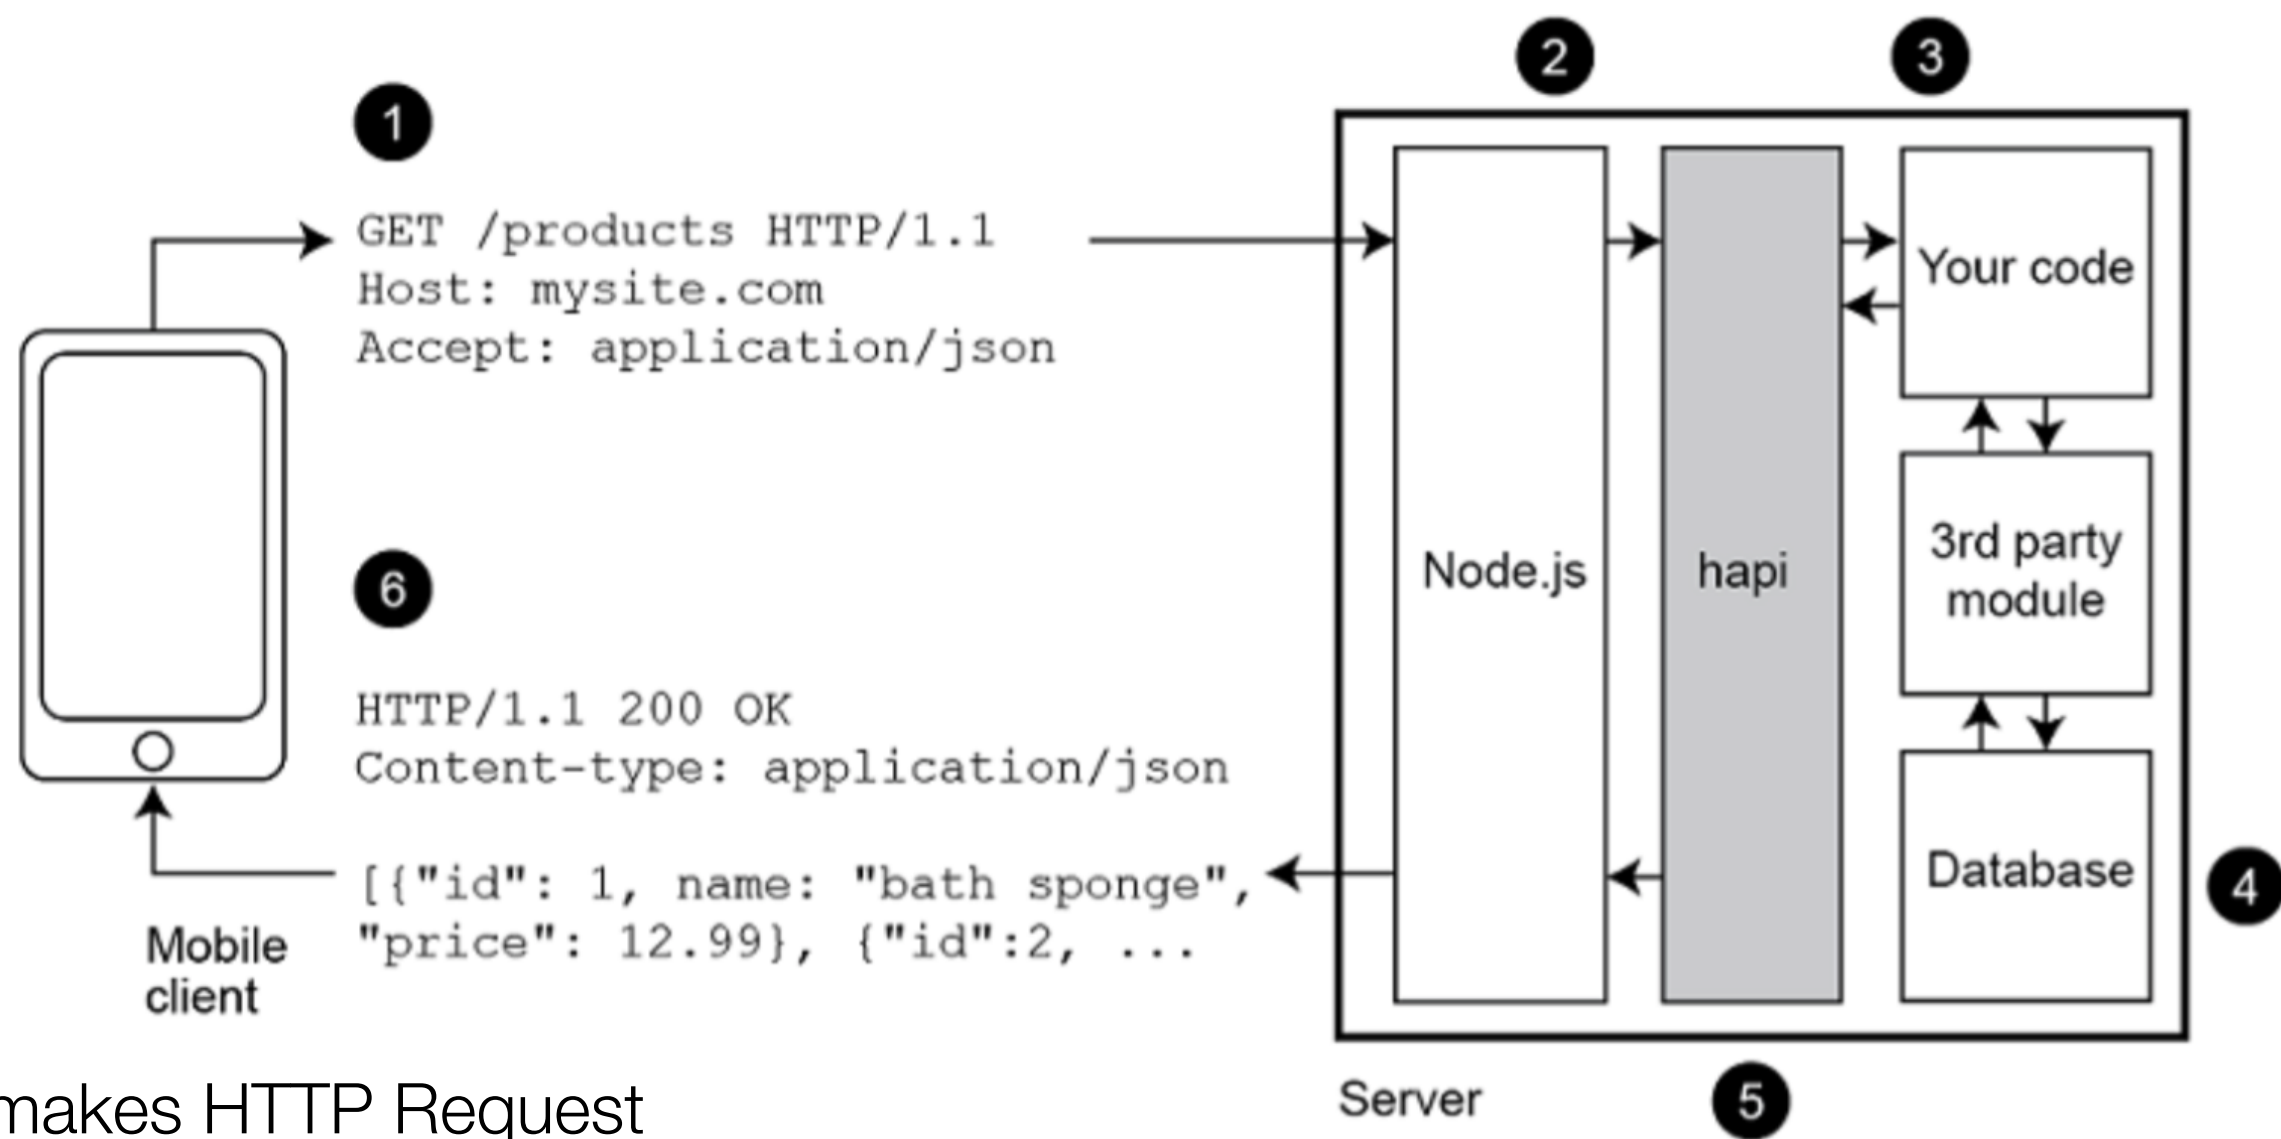 1
GET /products HTTP/1.1
Host: mysite.com
Accept: application/json
6
HTTP/1.1 200 OK
Content-type: application/json
[{"id": 1, name: "bath sponge",
"price": 12.99}, {"id":2, ...
Mobile
client
2
3
Node.js
hapi
Your code
3rd party
module
Database
4
Server
5
makes HTTP Request